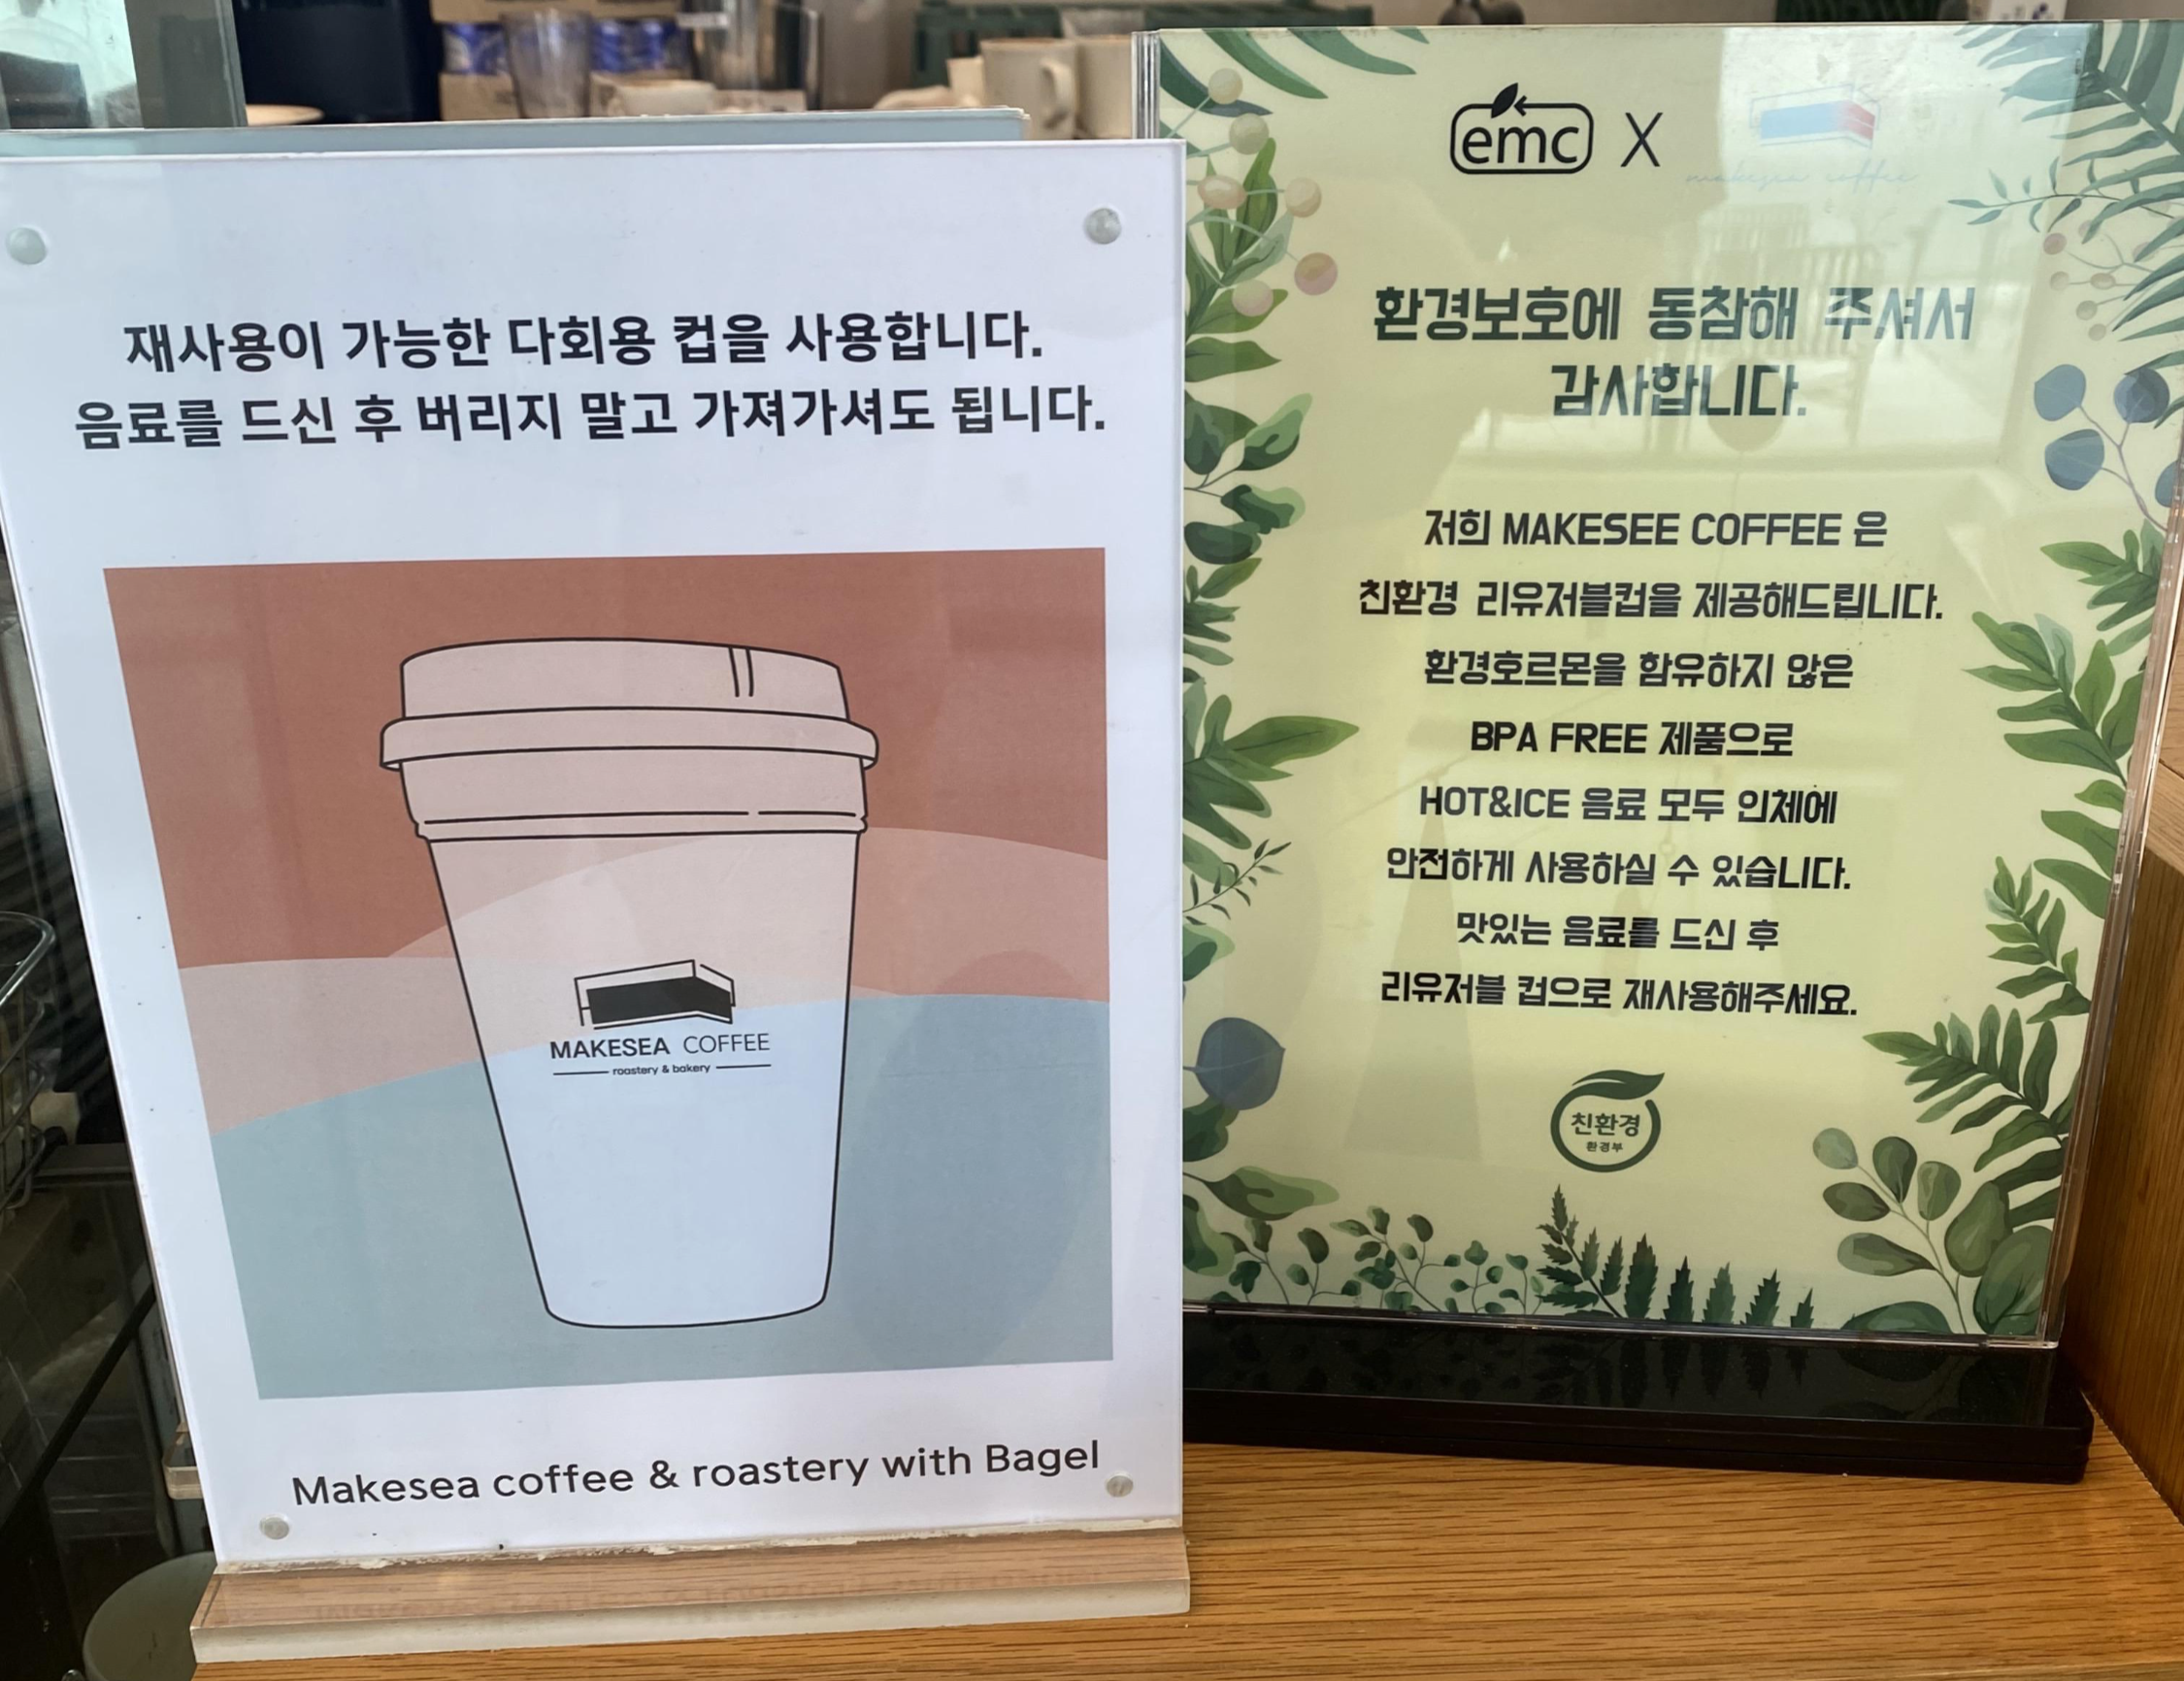 재사용이 가능한 다회용 컵을 사용합니다.
음료를 드신 후 버리지 말고 가져가셔도 됩니다.
MAKESEA COFFEE
roastery & bakery
Makesea coffee & roastery with Bagel
emc X
makesea coffee
환경보호에 동참해 주셔서
감사합니다.
저희 MAKESEE COFFEE 은
친환경 리유저블컵을 제공해드립니다.
환경호르몬을 함유하지 않은
BPA FREE 제품으로
HOT&ICE 음료 모두 인체에
안전하게 사용하실 수 있습니다.
맛있는 음료를 드신 후
리유저블 컵으로 재사용해주세요.
친환경
환경부